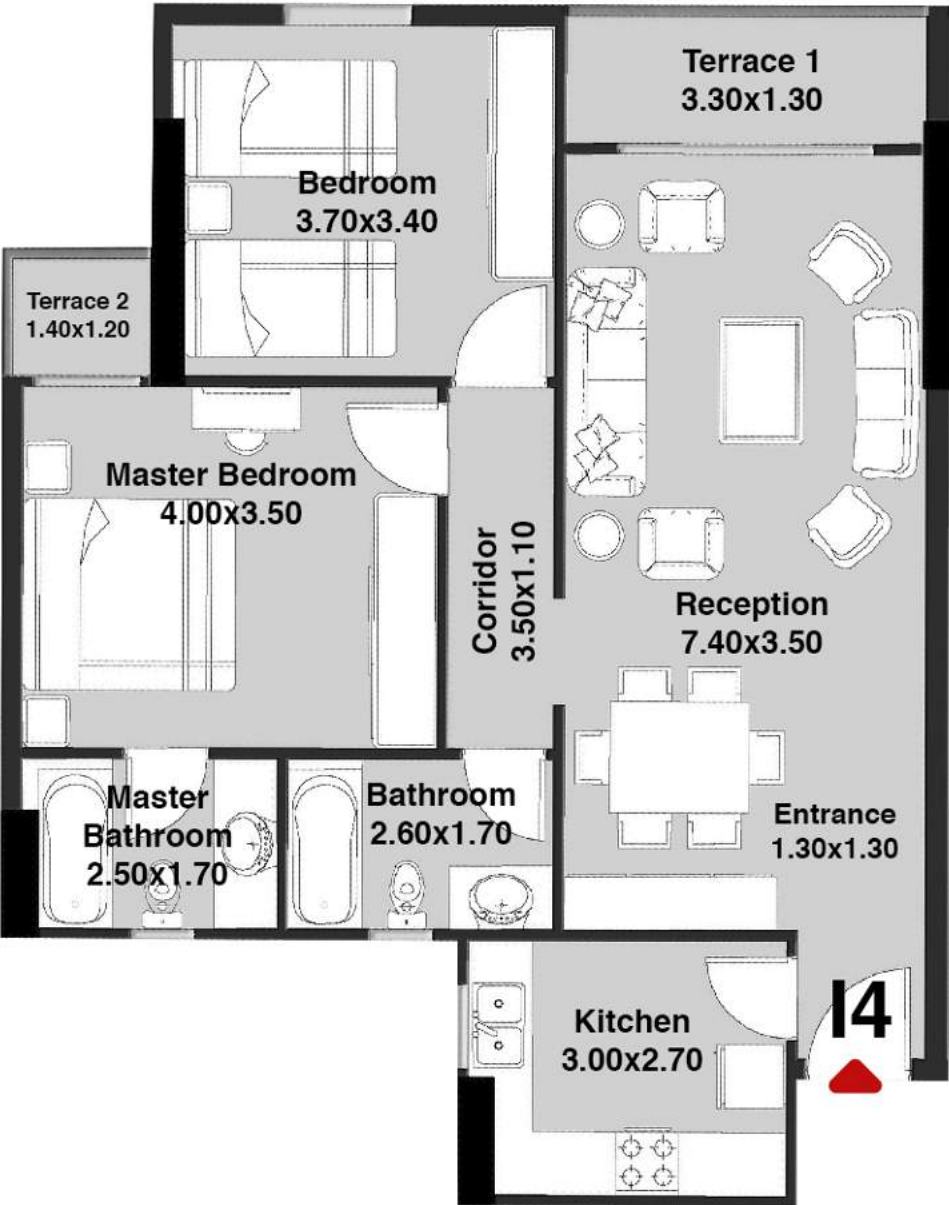 Terrace 1
3.30x1.30
Bedroom
3.70x3.40
Terrace 2
1.40x1.20
Master Bedroom
4.00x3.50
Corridor
3.50x1.10
Reception
7.40x3.50
Master
Bathroom
2.50x1.70
Bathroom
2.60x1.70
Entrance
1.30x1.30
Kitchen
3.00x2.70
I4